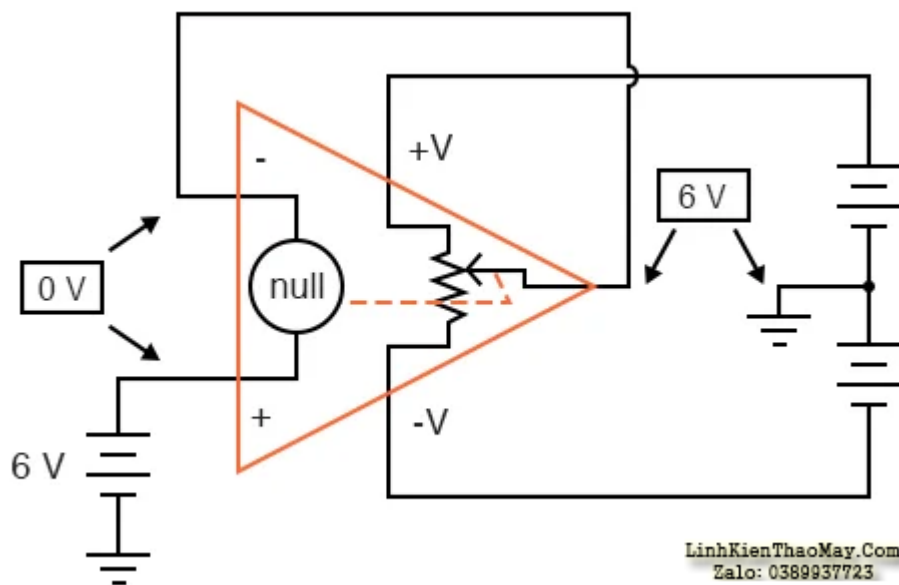 -
+V
6 V
0 V
null
+
-V
6 V
LinhKienThaoMay.Com
Zalo: 0389937723